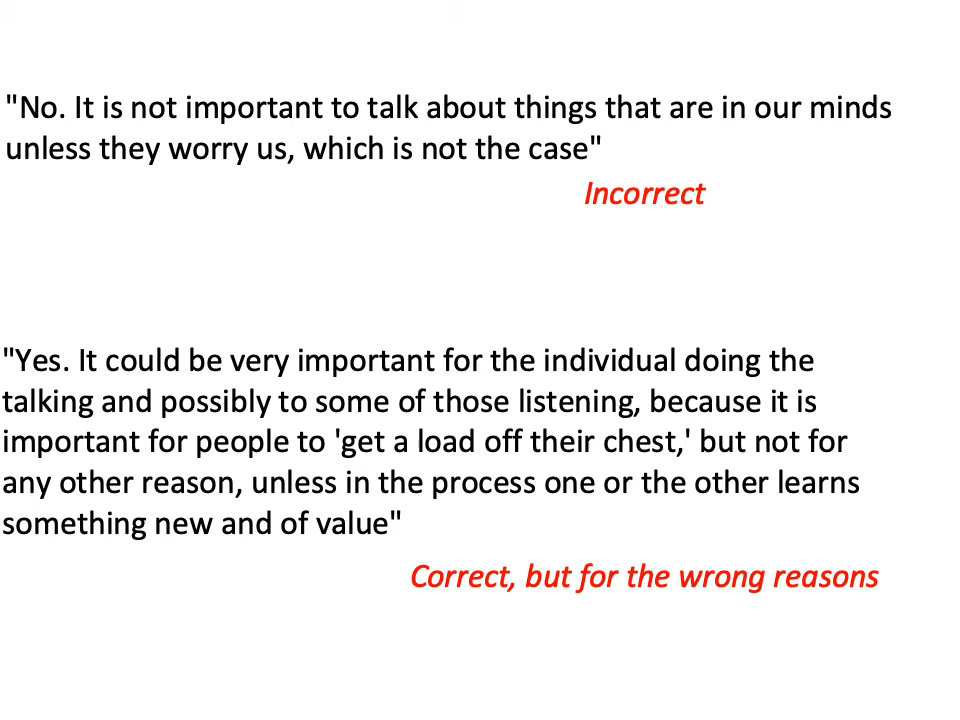 "No. It is not important to talk about things that are in our minds
unless they worry us, which is not the case"
Incorrect
"Yes. It could be very important for the individual doing the
talking and possibly to some of those listening, because it is
important for people to 'get a load off their chest,' but not for
any other reason, unless in the process one or the other learns
something new and of value"
Correct, but for the wrong reasons